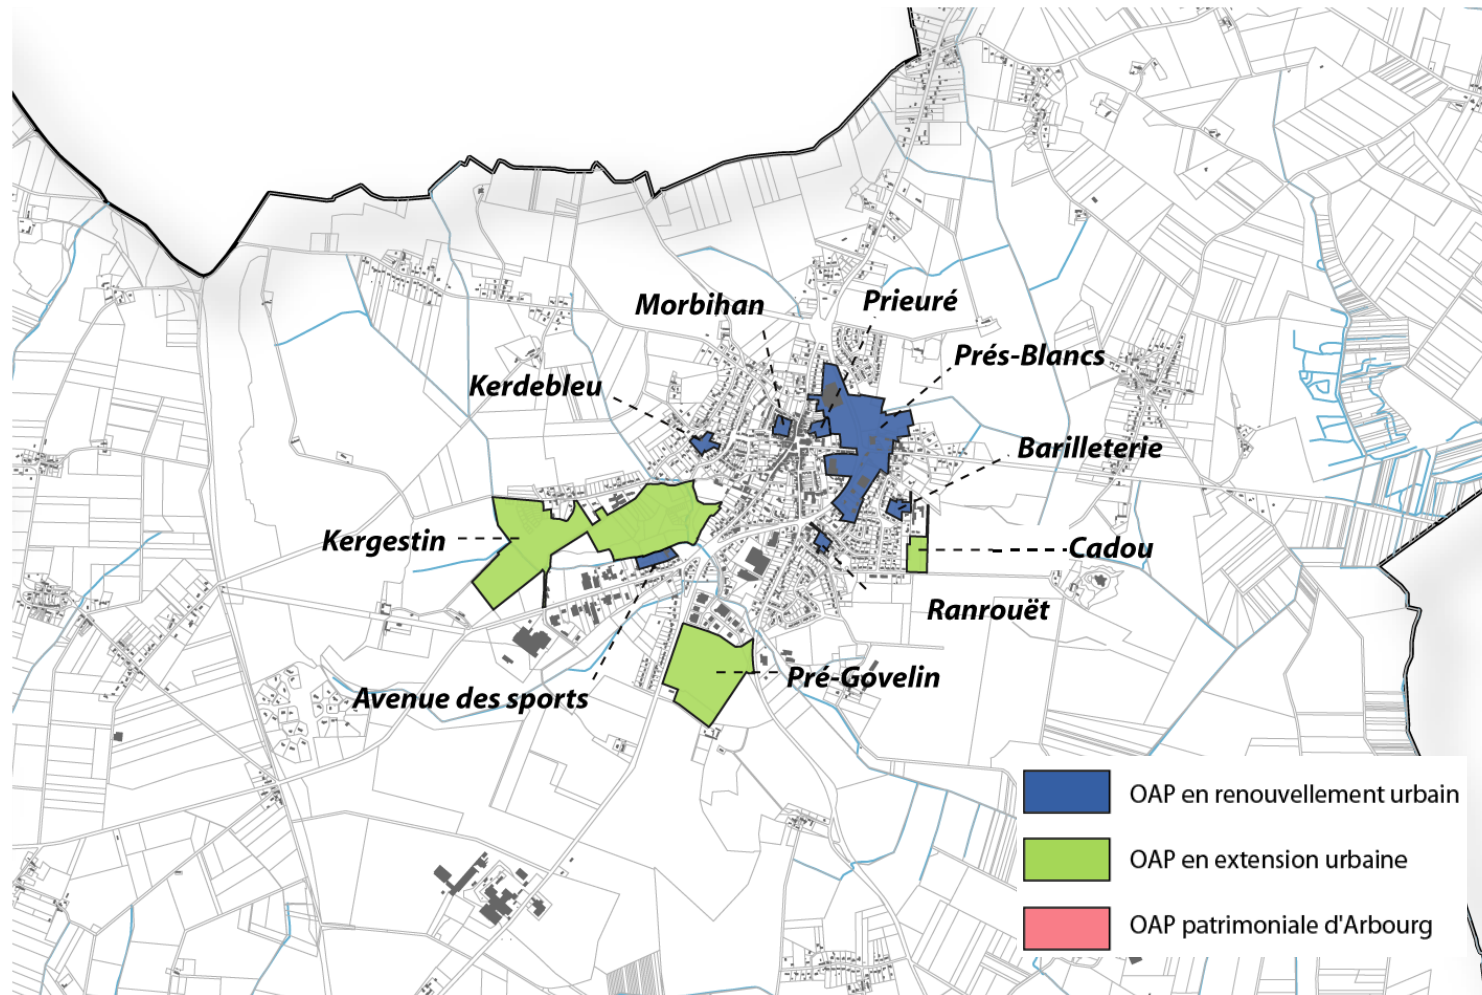 Morbihan
Prieuré
Prés-Blancs
Kerdebleu
Barilleterie
Kergestin
Cadou
Ranrouët
Pré-Govelin
Avenue des sports
OAP en renouvellement urbain
OAP en extension urbaine
OAP patrimoniale d'Arbourg